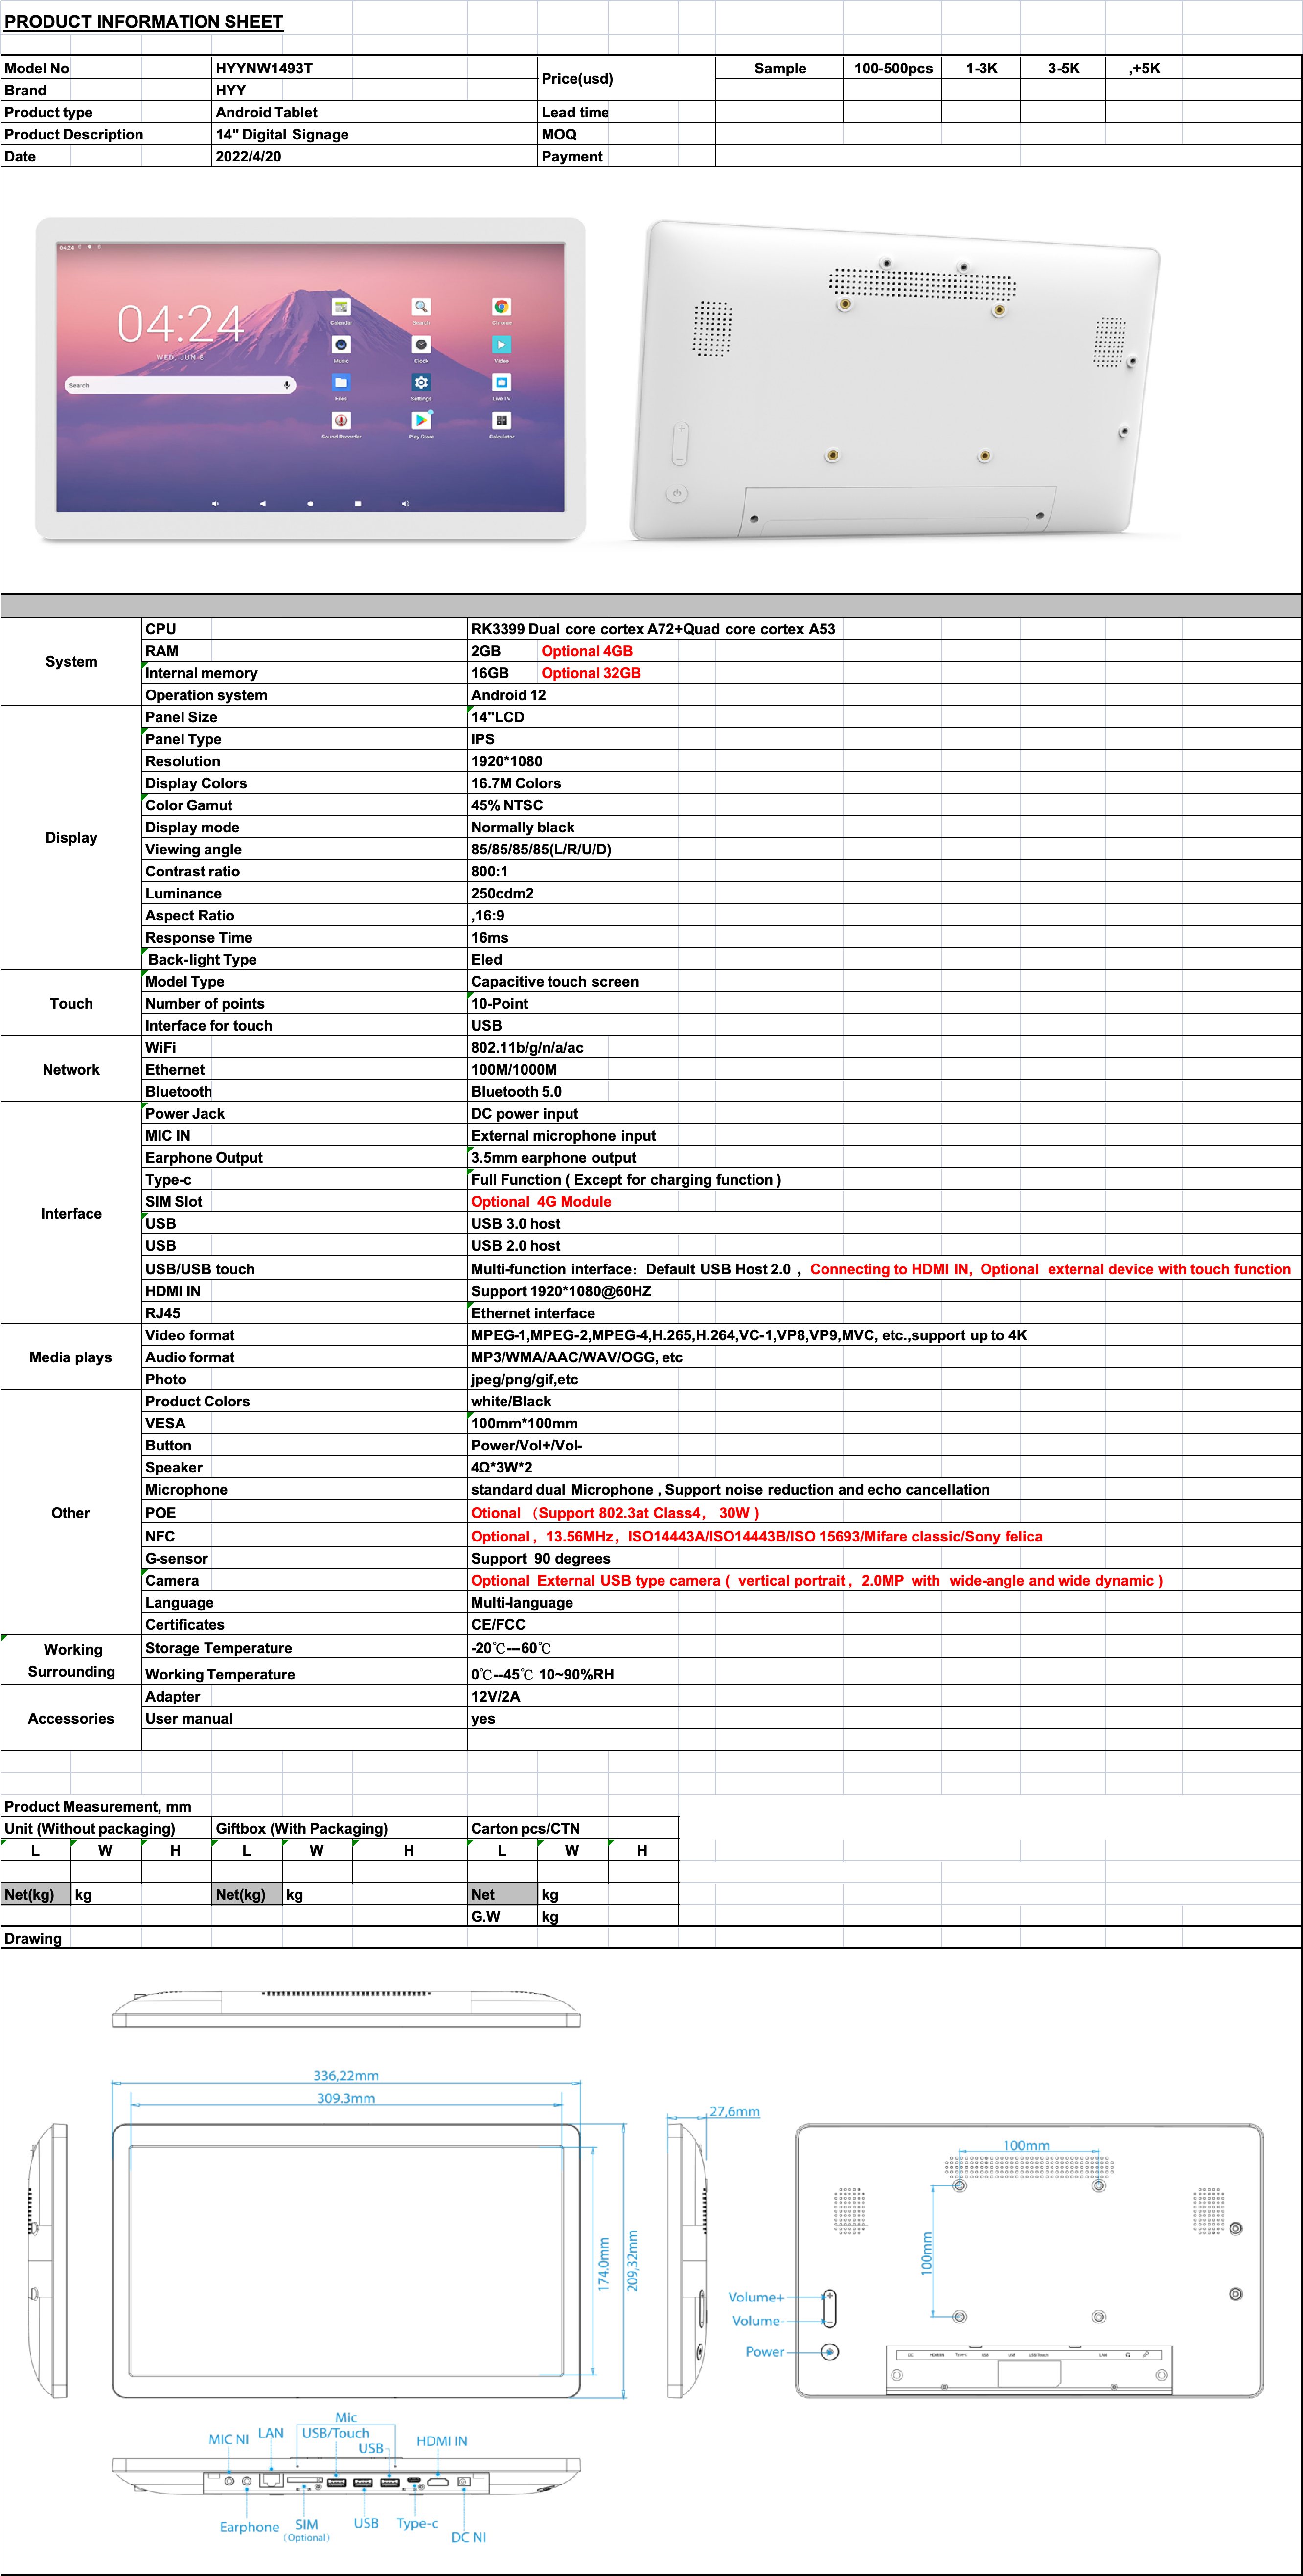 PRODUCT INFORMATION SHEET
Model No HYYNW1493T Price(usd) Sample 100-500pcs 1-3K 3-5K ,+5K
Brand HYY
Product type Android Tablet Lead time
Product Description 14" Digital Signage MOQ
Date 2022/4/20 Payment
04:24
04:24
WED, JUN 8
Search
Calendar Search Chrome
Music Clock Video
Files Settings Live TV
Sound Recorder Play Store Calculator
System
CPU RK3399 Dual core cortex A72+Quad core cortex A53
RAM 2GB Optional 4GB
Internal memory 16GB Optional 32GB
Operation system Android 12
Display
Panel Size 14"LCD
Panel Type IPS
Resolution 1920*1080
Display Colors 16.7M Colors
Color Gamut 45% NTSC
Display mode Normally black
Viewing angle 85/85/85/85(L/R/U/D)
Contrast ratio 800:1
Luminance 250cdm2
Aspect Ratio ,16:9
Response Time 16ms
Back-light Type Eled
Touch
Model Type Capacitive touch screen
Number of points 10-Point
Interface for touch USB
Network
WiFi 802.11b/g/n/a/ac
Ethernet 100M/1000M
Bluetooth Bluetooth 5.0
Interface
Power Jack DC power input
MIC IN External microphone input
Earphone Output 3.5mm earphone output
Type-c Full Function ( Except for charging function )
SIM Slot Optional 4G Module
USB USB 3.0 host
USB USB 2.0 host
USB/USB touch Multi-function interface: Default USB Host 2.0 , Connecting to HDMI IN, Optional external device with touch function
HDMI IN Support 1920*1080@60HZ
RJ45 Ethernet interface
Media plays
Video format MPEG-1,MPEG-2,MPEG-4,H.265,H.264,VC-1,VP8,VP9,MVC, etc.,support up to 4K
Audio format MP3/WMA/AAC/WAV/OGG, etc
Photo jpeg/png/gif,etc
Other
Product Colors white/Black
VESA 100mm*100mm
Button Power/Vol+/Vol-
Speaker 4Ω*3W*2
Microphone standard dual Microphone , Support noise reduction and echo cancellation
POE Otional （Support 802.3at Class4， 30W ）
NFC Optional， 13.56MHz， ISO14443A/ISO14443B/ISO 15693/Mifare classic/Sony felica
G-sensor Support 90 degrees
Camera Optional External USB type camera ( vertical portrait， 2.0MP with wide-angle and wide dynamic )
Language Multi-language
Certificates CE/FCC
Working Surrounding
Storage Temperature -20℃---60℃
Working Temperature 0℃--45℃ 10~90%RH
Accessories
Adapter 12V/2A
User manual yes
Product Measurement, mm
Unit (Without packaging) Giftbox (With Packaging) Carton pcs/CTN
L W H L W H L W H
Net(kg) kg Net(kg) kg Net kg
G.W kg
Drawing
336,22mm
309.3mm
174.0mm
209,32mm
27,6mm
100mm
100mm
Volume+
Volume-
Power
DC HDMI IN Type-c USB USB USB/Touch LAN
Mic
MIC NI LAN USB/Touch
USB HDMI IN
Earphone SIM USB Type-c
(Optional) DC NI